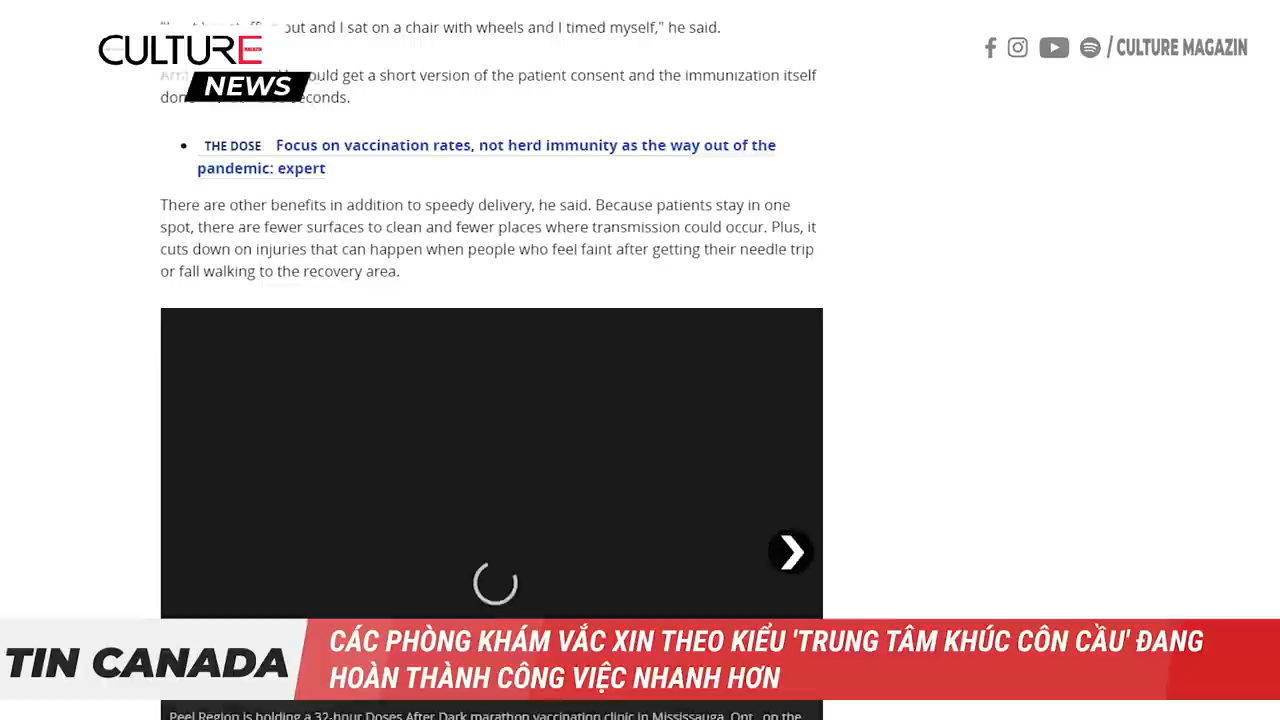 out and I sat on a chair with wheels and I timed myself," he said.
CULTURE
/ CULTURE MAGAZIN
NEWS
ould get a short version of the patient consent and the immunization itself
don seconds.
• THE DOSE Focus on vaccination rates, not herd immunity as the way out of the
pandemic: expert
There are other benefits in addition to speedy delivery, he said. Because patients stay in one
spot, there are fewer surfaces to clean and fewer places where transmission could occur. Plus, it
cuts down on injuries that can happen when people who feel faint after getting their needle trip
or fall walking to the recovery area.
TIN CANADA
CÁC PHÒNG KHÁM VẮC XIN THEO KIỂU 'TRUNG TÂM KHÚC CÔN CẦU' ĐANG
HOÀN THÀNH CÔNG VIỆC NHANH HƠN
Peel Region is holding a 32-hour Doses After Dark marathon vaccination clinic in Mississauga, Ont., on the